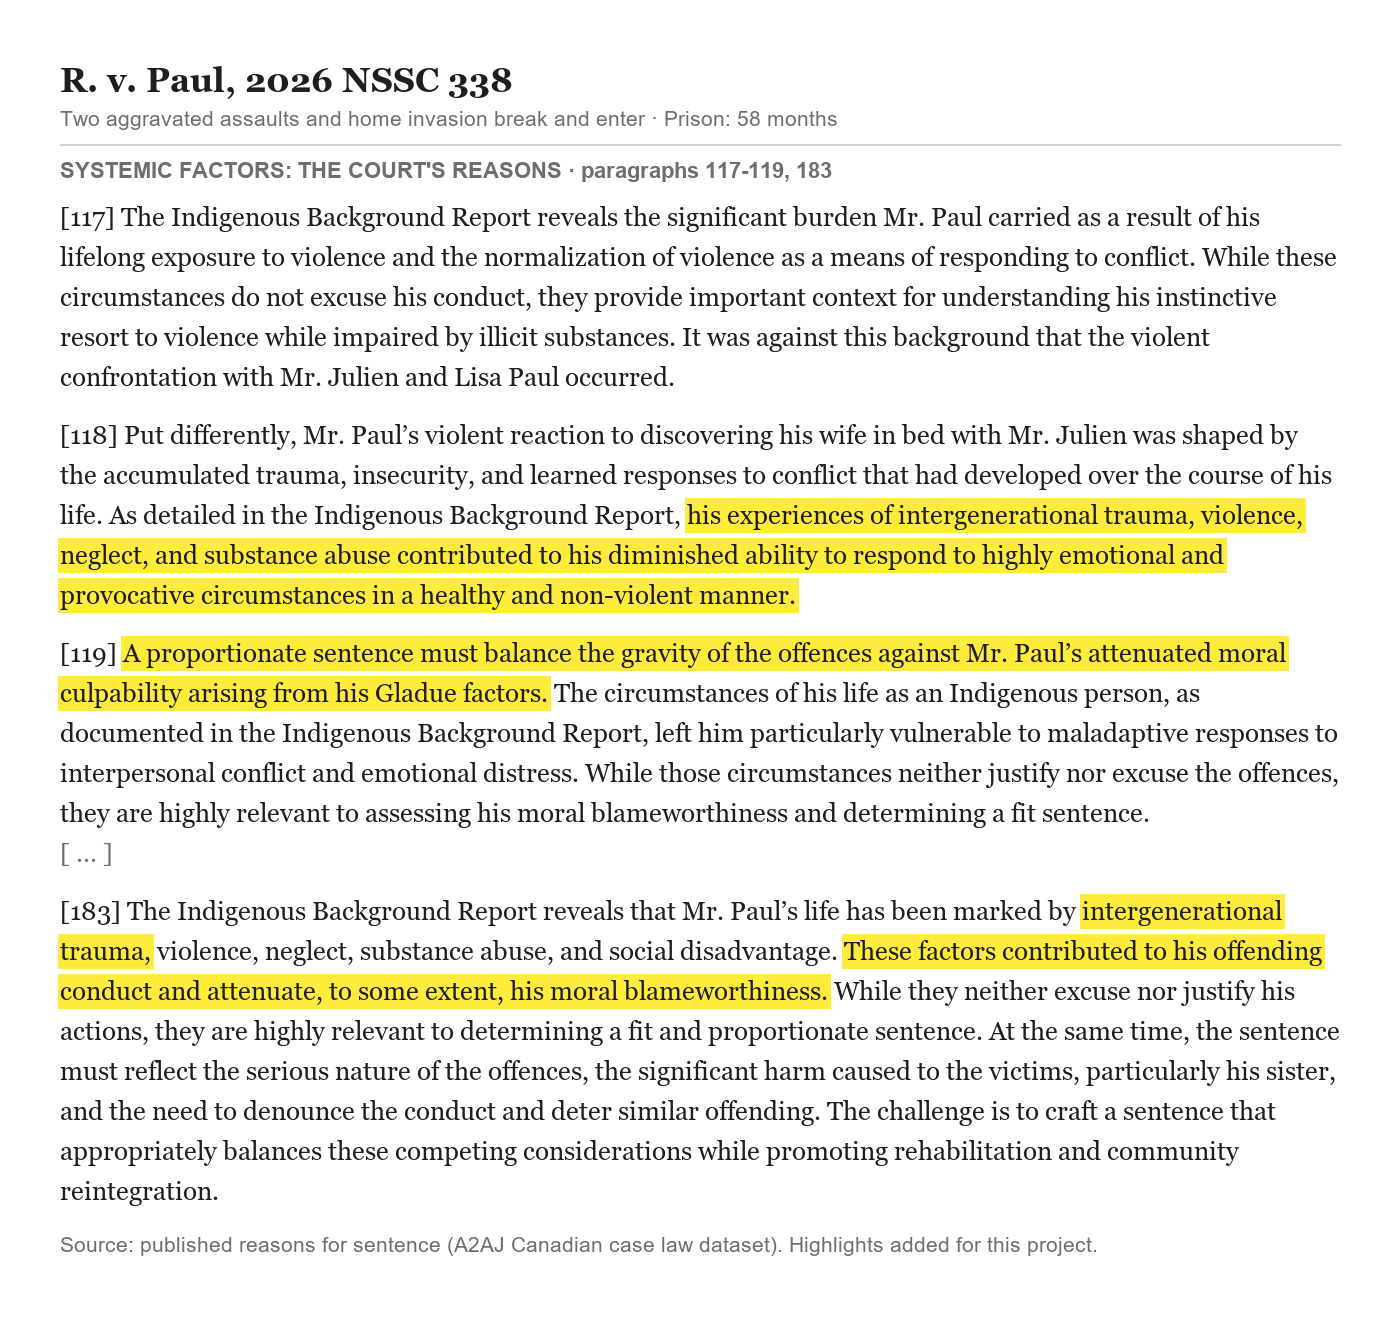 R. v. Paul, 2026 NSSC 338
Two aggravated assaults and home invasion break and enter · Prison: 58 months
SYSTEMIC FACTORS: THE COURT'S REASONS · paragraphs 117-119, 183
[117] The Indigenous Background Report reveals the significant burden Mr. Paul carried as a result of his
lifelong exposure to violence and the normalization of violence as a means of responding to conflict. While these
circumstances do not excuse his conduct, they provide important context for understanding his instinctive
resort to violence while impaired by illicit substances. It was against this background that the violent
confrontation with Mr. Julien and Lisa Paul occurred.
[118] Put differently, Mr. Paul’s violent reaction to discovering his wife in bed with Mr. Julien was shaped by
the accumulated trauma, insecurity, and learned responses to conflict that had developed over the course of his
life. As detailed in the Indigenous Background Report, his experiences of intergenerational trauma, violence,
neglect, and substance abuse contributed to his diminished ability to respond to highly emotional and
provocative circumstances in a healthy and non-violent manner.
[119] A proportionate sentence must balance the gravity of the offences against Mr. Paul’s attenuated moral
culpability arising from his Gladue factors. The circumstances of his life as an Indigenous person, as
documented in the Indigenous Background Report, left him particularly vulnerable to maladaptive responses to
interpersonal conflict and emotional distress. While those circumstances neither justify nor excuse the offences,
they are highly relevant to assessing his moral blameworthiness and determining a fit sentence.
[ ... ]
[183] The Indigenous Background Report reveals that Mr. Paul’s life has been marked by intergenerational
trauma, violence, neglect, substance abuse, and social disadvantage. These factors contributed to his offending
conduct and attenuate, to some extent, his moral blameworthiness. While they neither excuse nor justify his
actions, they are highly relevant to determining a fit and proportionate sentence. At the same time, the sentence
must reflect the serious nature of the offences, the significant harm caused to the victims, particularly his sister,
and the need to denounce the conduct and deter similar offending. The challenge is to craft a sentence that
appropriately balances these competing considerations while promoting rehabilitation and community
reintegration.
Source: published reasons for sentence (A2AJ Canadian case law dataset). Highlights added for this project.